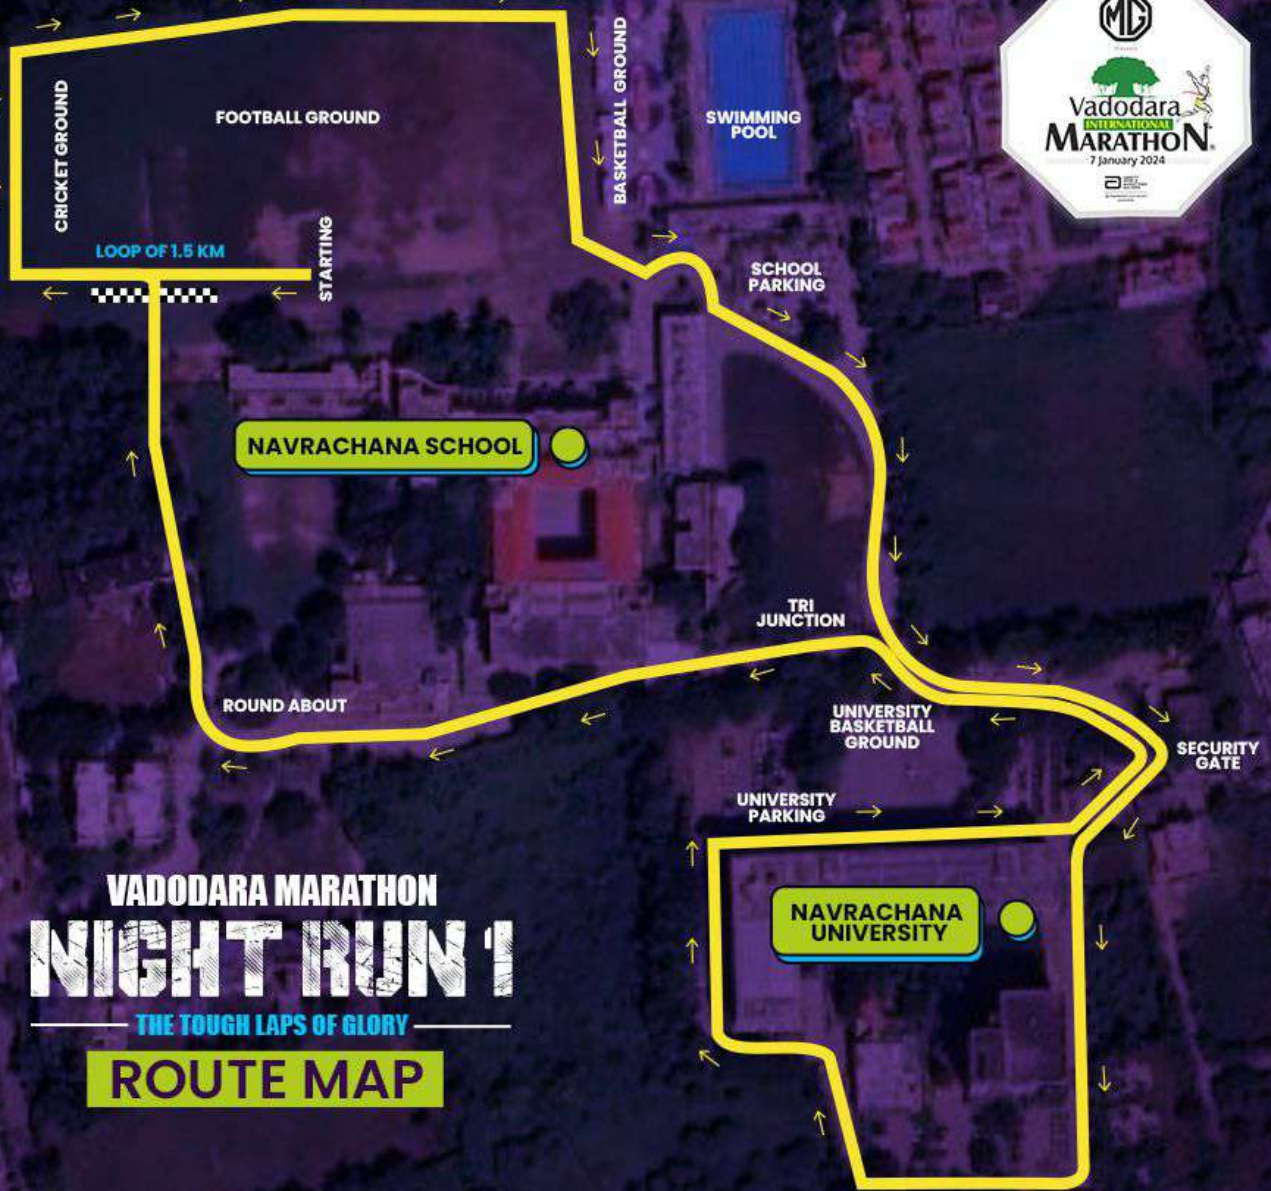 MG
Vadodara
INTERNATIONAL
MARATHON
7 January 2024
CRICKET GROUND
FOOTBALL GROUND
BASKETBALL GROUND
SWIMMING
POOL
LOOP OF 1.5 KM
STARTING
SCHOOL
PARKING
NAVRACHANA SCHOOL
TRI
JUNCTION
ROUND ABOUT
UNIVERSITY
BASKETBALL
GROUND
SECURITY
GATE
UNIVERSITY
PARKING
NAVRACHANA
UNIVERSITY
VADODARA MARATHON
NIGHT RUN 1
THE TOUGH LAPS OF GLORY
ROUTE MAP